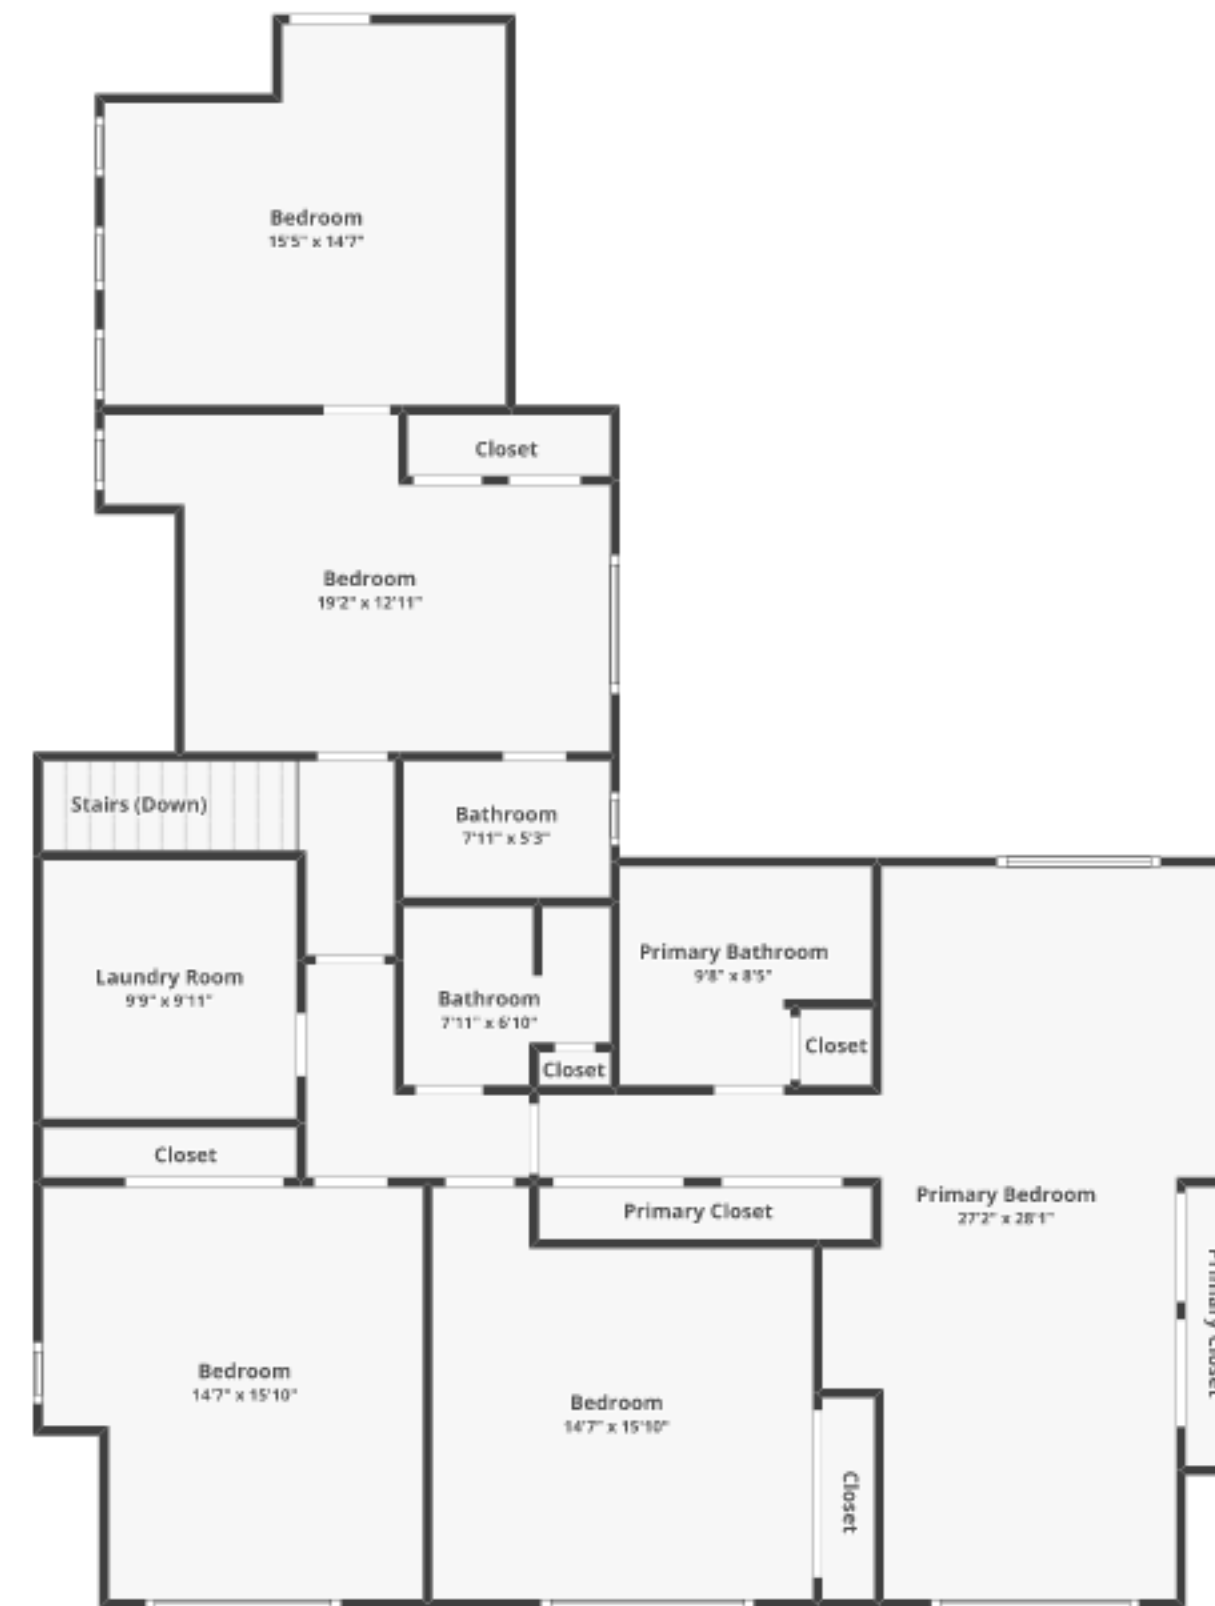 Bedroom
15'5" x 14'7"
Closet
Bedroom
19'2" x 12'11"
Stairs (Down)
Bathroom
7'11" x 5'3"
Primary Bathroom
9'8" x 8'5"
Laundry Room
9'9" x 9'11"
Bathroom
7'11" x 6'10"
Closet
Closet
Closet
Primary Bedroom
27'2" x 28'1"
Primary Closet
Primary Closet
Bedroom
14'7" x 15'10"
Bedroom
14'7" x 15'10"
Closet